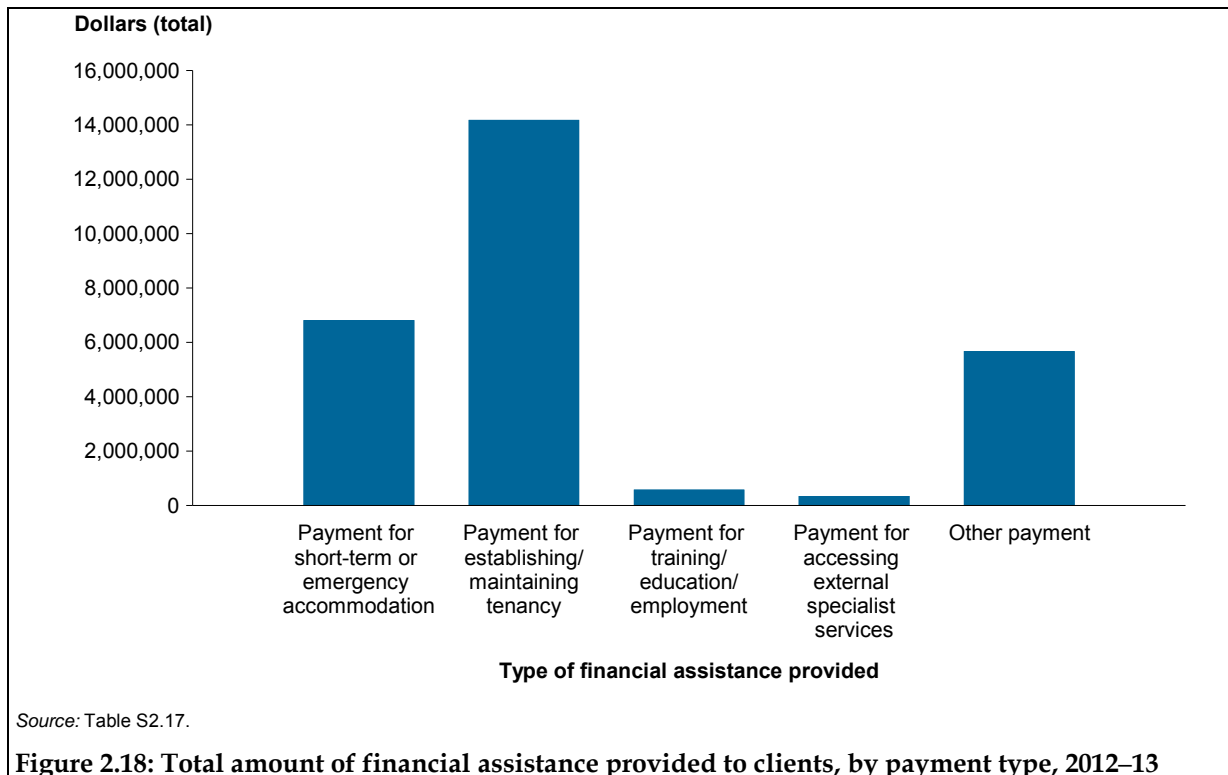 Dollars (total)
16,000,000
14,000,000
12,000,000
10,000,000
8,000,000
6,000,000
4,000,000
2,000,000
0
Payment for
short-term or
emergency
accommodation
Payment for
establishing/
maintaining
tenancy
Payment for
training/
education/
employment
Payment for
accessing
external
specialist
services
Other payment
Type of financial assistance provided
Source: Table S2.17.
Figure 2.18: Total amount of financial assistance provided to clients, by payment type, 2012–13